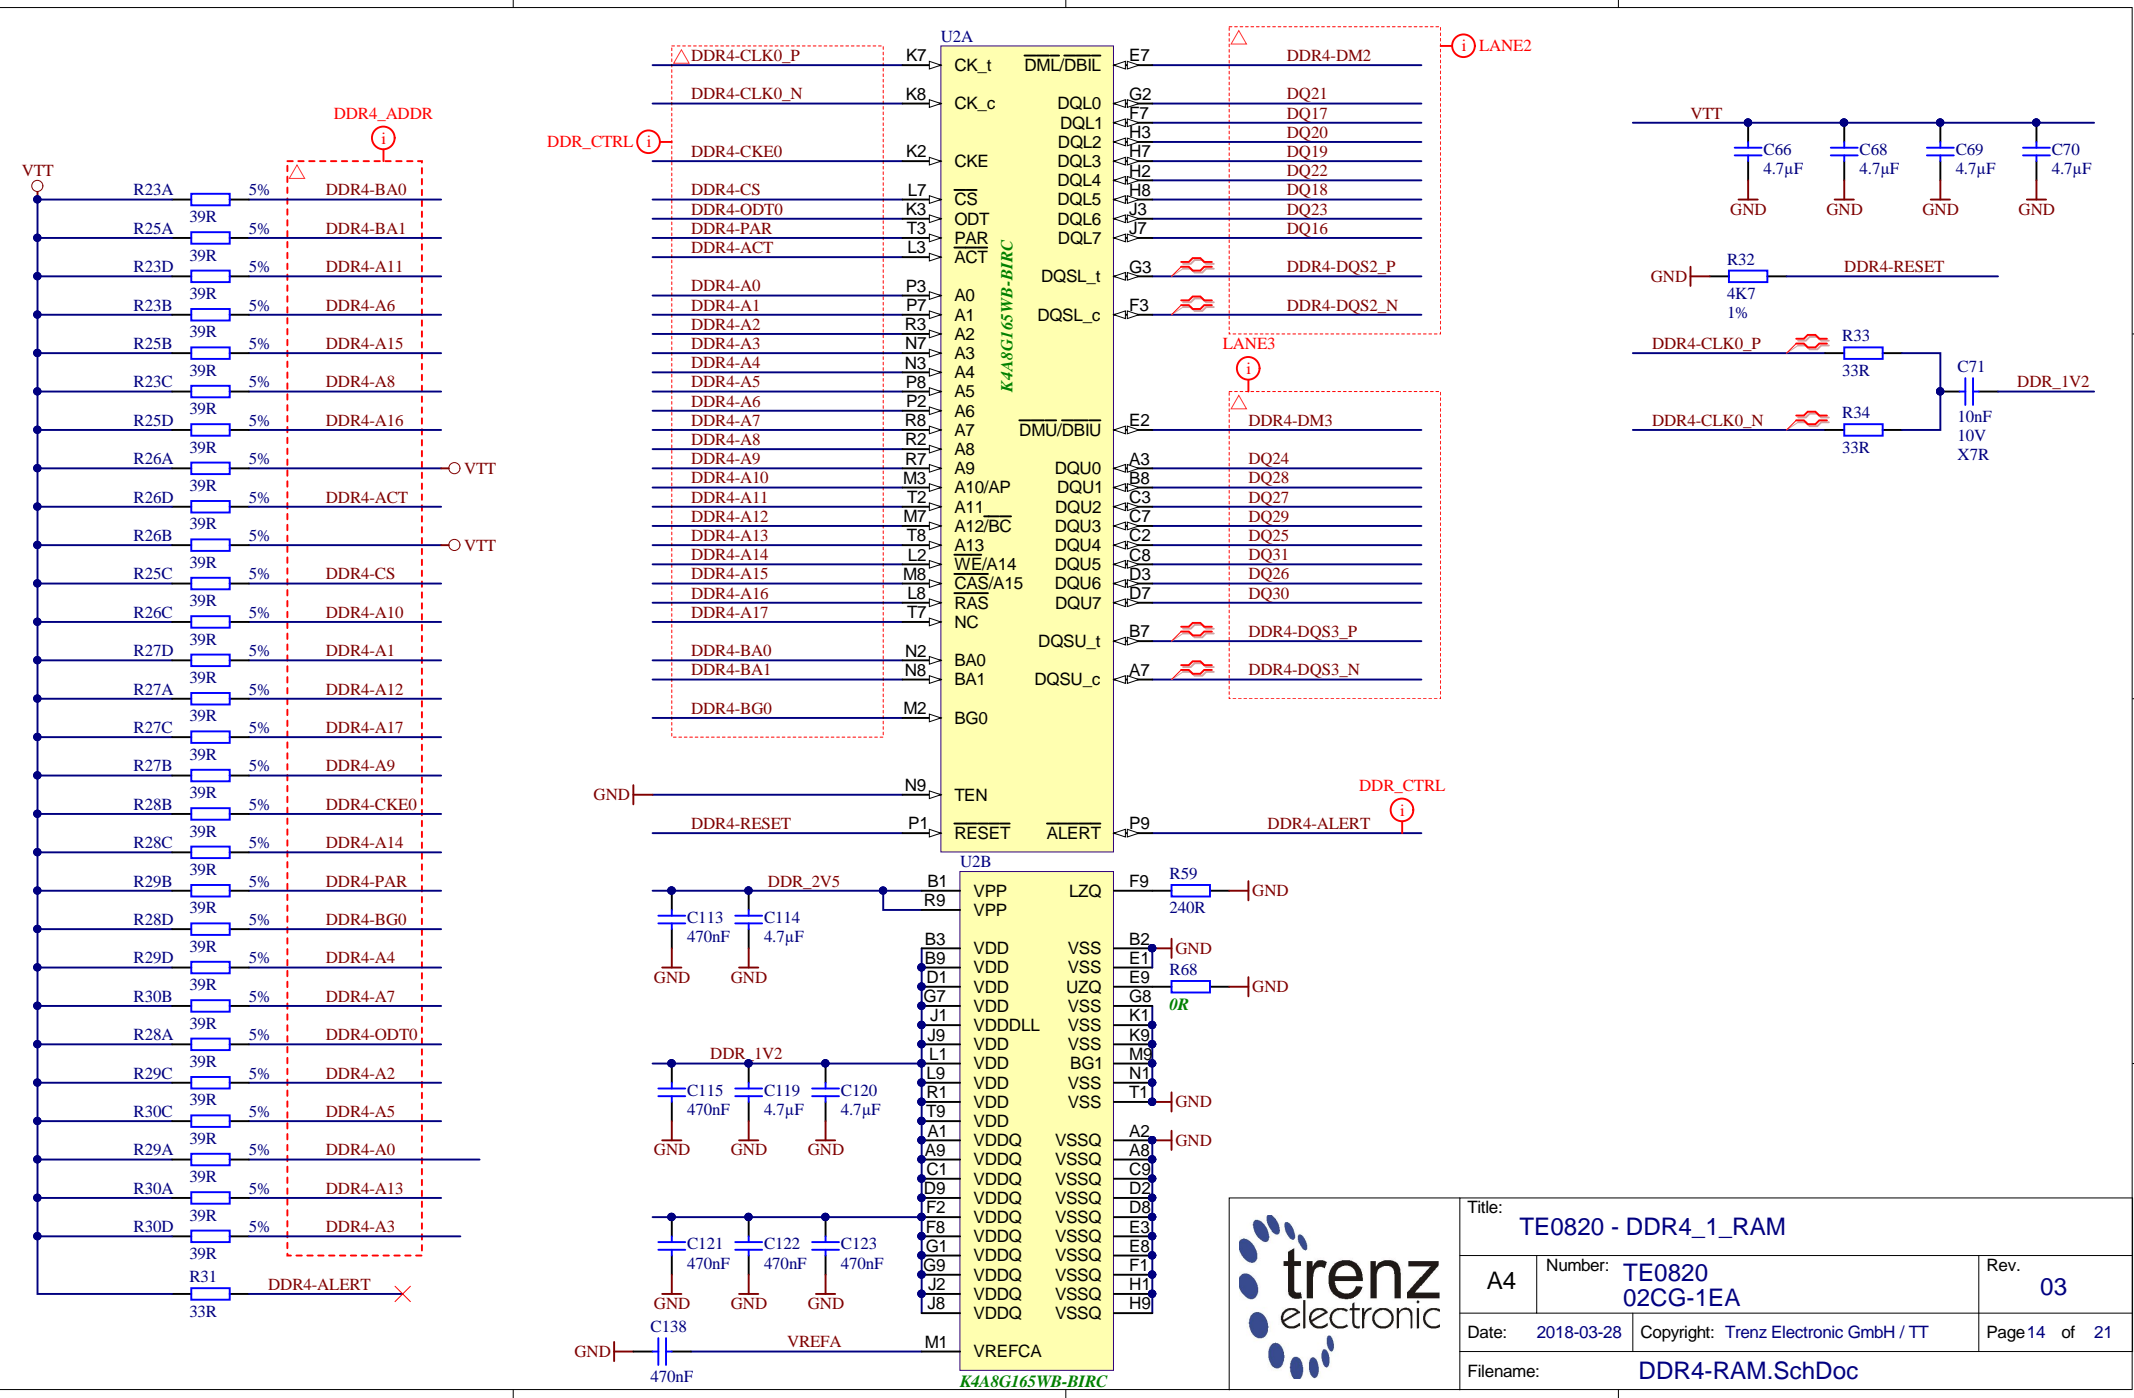 DDR4_ADDR
i
VTT
R23A 5% DDR4-BA0
39R
R25A 5% DDR4-BA1
39R
R23D 5% DDR4-A11
39R
R23B 5% DDR4-A6
39R
R25B 5% DDR4-A15
39R
R23C 5% DDR4-A8
39R
R25D 5% DDR4-A16
39R
R26A 5% VTT
39R
R26D 5% DDR4-ACT
39R
R26B 5% VTT
39R
R25C 5% DDR4-CS
39R
R26C 5% DDR4-A10
39R
R27D 5% DDR4-A1
39R
R27A 5% DDR4-A12
39R
R27C 5% DDR4-A17
39R
R27B 5% DDR4-A9
39R
R28B 5% DDR4-CKE0
39R
R28C 5% DDR4-A14
39R
R29B 5% DDR4-PAR
39R
R28D 5% DDR4-BG0
39R
R29D 5% DDR4-A4
39R
R30B 5% DDR4-A7
39R
R28A 5% DDR4-ODT0
39R
R29C 5% DDR4-A2
39R
R30C 5% DDR4-A5
39R
R29A 5% DDR4-A0
39R
R30A 5% DDR4-A13
39R
R30D 5% DDR4-A3
39R
R31 DDR4-ALERT
33R
U2A
DDR_CTRL i
DDR4-CLK0_P K7 CK_t
DDR4-CLK0_N K8 CK_c
DDR4-CKE0 K2 CKE
DDR4-CS L7 CS
DDR4-ODT0 K3 ODT
DDR4-PAR T3 PAR
DDR4-ACT L3 ACT
DDR4-A0 P3 A0
DDR4-A1 P7 A1
DDR4-A2 R3 A2
DDR4-A3 N7 A3
DDR4-A4 N3 A4
DDR4-A5 P8 A5
DDR4-A6 P2 A6
DDR4-A7 R8 A7
DDR4-A8 R2 A8
DDR4-A9 R7 A9
DDR4-A10 M3 A10/AP
DDR4-A11 T2 A11
DDR4-A12 M7 A12/BC
DDR4-A13 T8 A13
DDR4-A14 L2 WE/A14
DDR4-A15 M8 CAS/A15
DDR4-A16 L8 RAS
DDR4-A17 T7 NC
DDR4-BA0 N2 BA0
DDR4-BA1 N8 BA1
DDR4-BG0 M2 BG0
GND N9 TEN
DDR4-RESET P1 RESET
K4A8G165WB-BIRC
i LANE2
DML/DBIL E7 DDR4-DM2
DQL0 G2 DQ21
DQL1 F7 DQ17
DQL2 H3 DQ20
DQL3 H7 DQ19
DQL4 H2 DQ22
DQL5 H8 DQ18
DQL6 J3 DQ23
DQL7 J7 DQ16
DQSL_t G3 DDR4-DQS2_P
DQSL_c F3 DDR4-DQS2_N
LANE3
i
DMU/DBIU E2 DDR4-DM3
DQU0 A3 DQ24
DQU1 B8 DQ28
DQU2 C3 DQ27
DQU3 C7 DQ29
DQU4 C2 DQ25
DQU5 C8 DQ31
DQU6 D3 DQ26
DQU7 D7 DQ30
DQSU_t B7 DDR4-DQS3_P
DQSU_c A7 DDR4-DQS3_N
DDR_CTRL
i
ALERT P9 DDR4-ALERT
U2B
DDR_2V5 B1 VPP
R9 VPP
C113 C114
470nF 4.7µF
GND GND
B3 VDD
B9 VDD
D1 VDD
G7 VDD
J1 VDDDLL
J9 VDD
DDR_1V2 L1 VDD
L9 VDD
R1 VDD
T9 VDD
C115 C119 C120
470nF 4.7µF 4.7µF
GND GND GND
A1 VDDQ
A9 VDDQ
C1 VDDQ
D9 VDDQ
F2 VDDQ
F8 VDDQ
G1 VDDQ
G9 VDDQ
J2 VDDQ
J8 VDDQ
C121 C122 C123
470nF 470nF 470nF
GND GND GND
C138
GND VREFA M1 VREFCA
470nF
K4A8G165WB-BIRC
LZQ F9 R59 GND
240R
VSS B2 GND
VSS E1
UZQ E9 R68 GND
0R
VSS G8
VSS K1
VSS K9
BG1 M9
VSS N1
VSS T1 GND
VSSQ A2 GND
VSSQ A8
VSSQ C9
VSSQ D2
VSSQ D8
VSSQ E3
VSSQ E8
VSSQ F1
VSSQ H1
VSSQ H9
VTT
C66 C68 C69 C70
4.7µF 4.7µF 4.7µF 4.7µF
GND GND GND GND
GND R32 DDR4-RESET
4K7
1%
DDR4-CLK0_P R33
33R
C71 DDR_1V2
10nF
10V
X7R
DDR4-CLK0_N R34
33R
trenz
electronic
Title:
TE0820 - DDR4_1_RAM
A4
Number: TE0820
02CG-1EA
Rev.
03
Date: 2018-03-28
Copyright: Trenz Electronic GmbH / TT
Page 14 of 21
Filename: DDR4-RAM.SchDoc